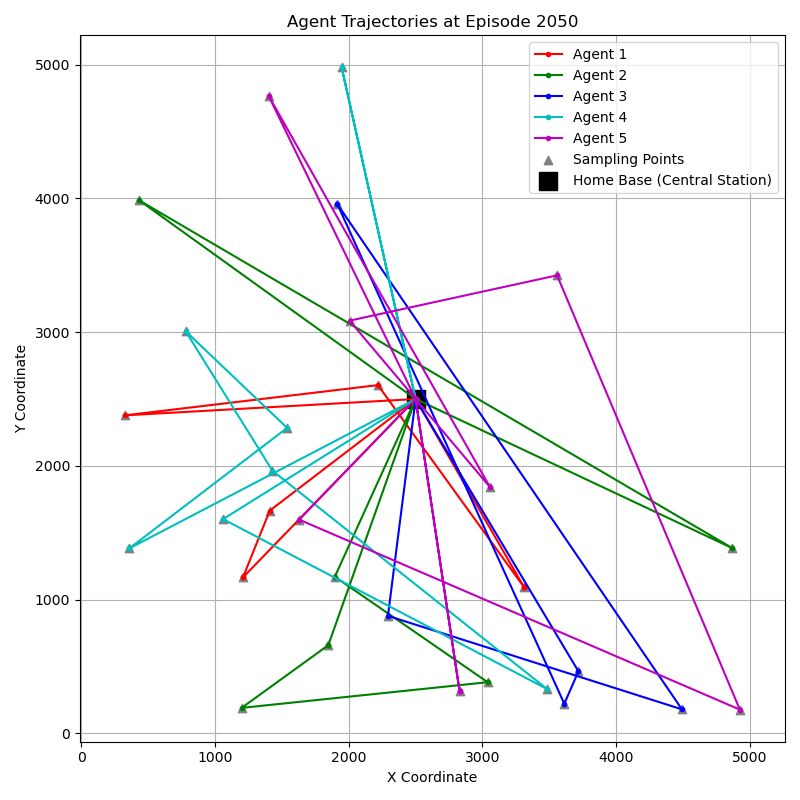 Agent Trajectories at Episode 2050
Agent 1
Agent 2
Agent 3
Agent 4
Agent 5
Sampling Points
Home Base (Central Station)
5000
4000
3000
2000
1000
0
Y Coordinate
0 1000 2000 3000 4000 5000
X Coordinate